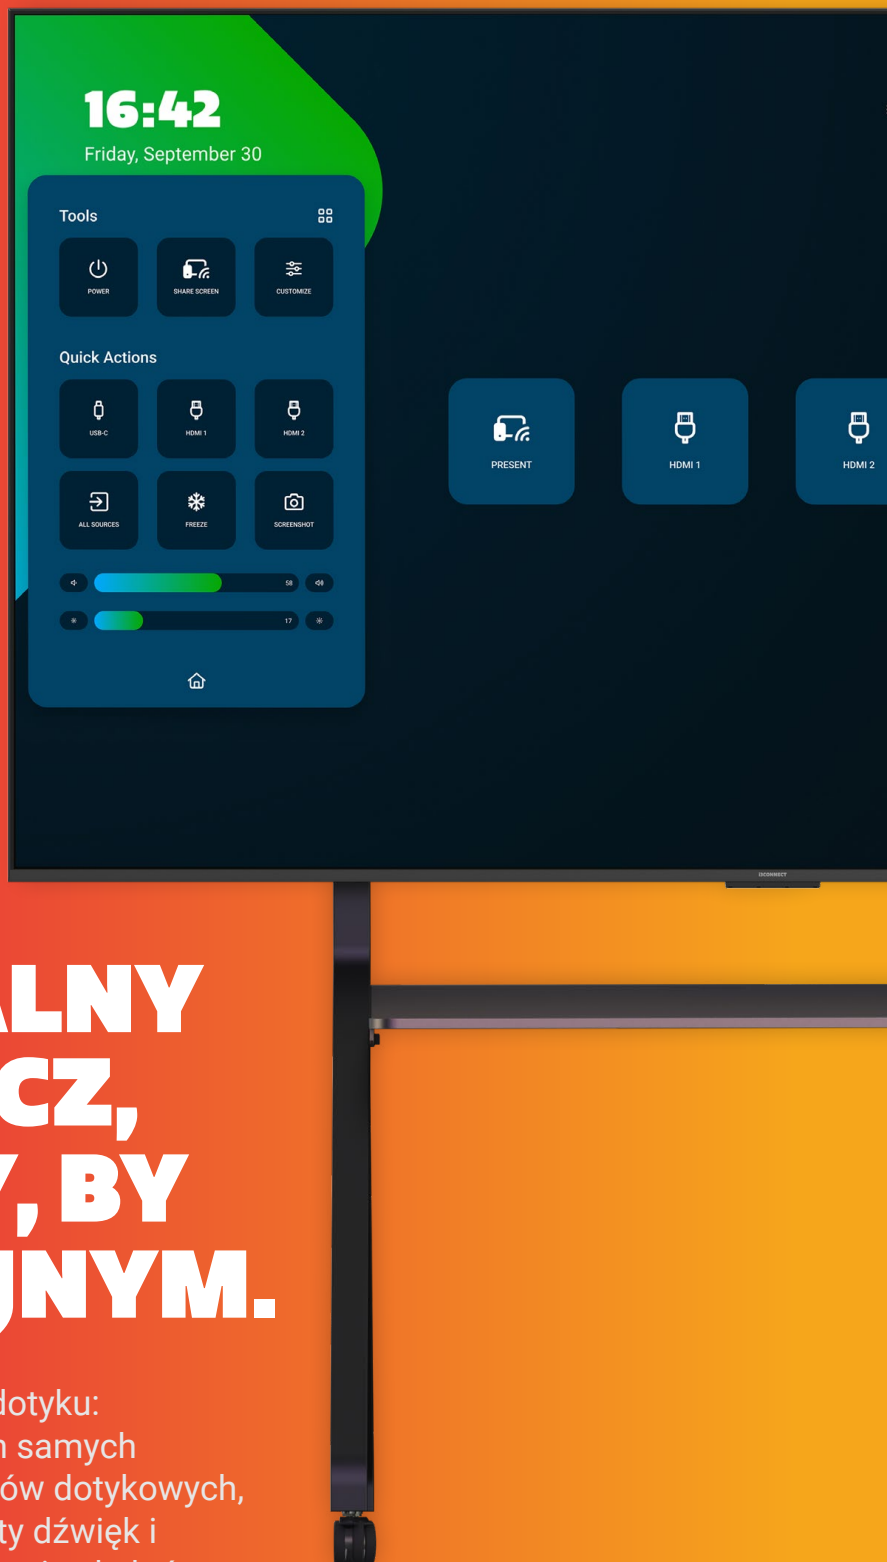 16:42
Friday, September 30
Tools
POWER
SHARE SCREEN
CUSTOMIZE
Quick Actions
USB-C
HDMI 1
HDMI 2
ALL SOURCES
FREEZE
SCREENSHOT
58
17
PRESENT
HDMI 1
HDMI 2
I3CONNECT
ALNY
CZ,
Y, BY
JNYM.
dotyku:
samych
ów dotykowych,
ty dźwięk i